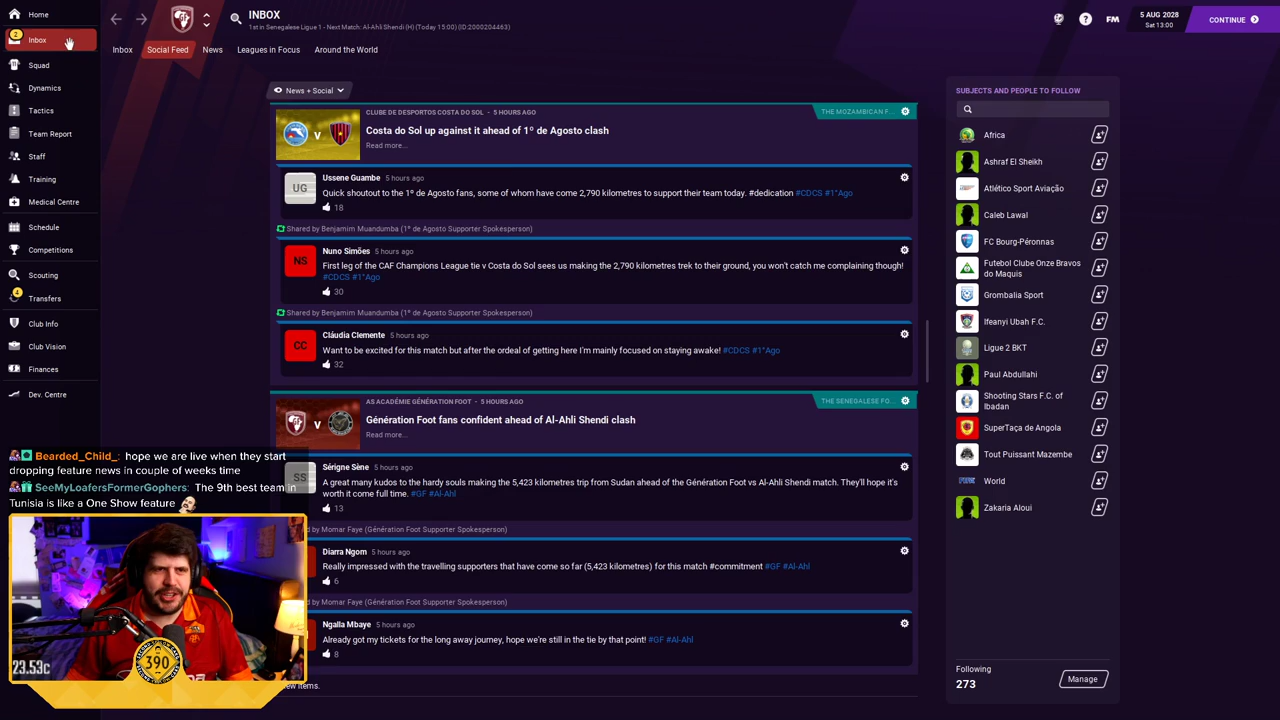 Home
2
Inbox
Squad
Dynamics
Tactics
Team Report
Staff
Training
Medical Centre
Schedule
Competitions
Scouting
4
Transfers
Club Info
Club Vision
Finances
Dev. Centre
INBOX
1st in Senegalese Ligue 1 - Next Match: Al-Ahli Shendi (H) (Today 15:00) (ID:2000204463)
?
FM
5 AUG 2028
Sat 13:00
CONTINUE
Inbox
Social Feed
News
Leagues in Focus
Around the World
News + Social
CLUBE DE DESPORTOS COSTA DO SOL - 5 HOURS AGO
THE MOZAMBICAN F...
v
Costa do Sol up against it ahead of 1º de Agosto clash
Read more...
UG
Ussene Guambe 5 hours ago
Quick shoutout to the 1º de Agosto fans, some of whom have come 2,790 kilometres to support their team today. #dedication #CDCS #1°Ago
18
Shared by Benjamim Muandumba (1º de Agosto Supporter Spokesperson)
NS
Nuno Simões 5 hours ago
First leg of the CAF Champions League tie v Costa do Sol sees us making the 2,790 kilometres trek to their ground, you won't catch me complaining though!
#CDCS #1°Ago
30
Shared by Benjamim Muandumba (1º de Agosto Supporter Spokesperson)
CC
Cláudia Clemente 5 hours ago
Want to be excited for this match but after the ordeal of getting here I'm mainly focused on staying awake! #CDCS #1°Ago
32
AS ACADÉMIE GÉNÉRATION FOOT - 5 HOURS AGO
THE SENEGALESE FO...
v
Génération Foot fans confident ahead of Al-Ahli Shendi clash
Read more...
SS
Sérigne Sène 5 hours ago
A great many kudos to the hardy souls making the 5,423 kilometres trip from Sudan ahead of the Génération Foot vs Al-Ahli Shendi match. They'll hope it's
worth it come full time. #GF #Al-Ahl
13
d by Momar Faye (Génération Foot Supporter Spokesperson)
Diarra Ngom 5 hours ago
Really impressed with the travelling supporters that have come so far (5,423 kilometres) for this match #commitment #GF #Al-Ahl
6
d by Momar Faye (Génération Foot Supporter Spokesperson)
Ngalla Mbaye 5 hours ago
Already got my tickets for the long away journey, hope we're still in the tie by that point! #GF #Al-Ahl
8
ew items.
SUBJECTS AND PEOPLE TO FOLLOW
Africa
Ashraf El Sheikh
Atlético Sport Aviação
Caleb Lawal
FC Bourg-Péronnas
Futebol Clube Onze Bravos
do Maquis
Grombalia Sport
Ifeanyi Ubah F.C.
Ligue 2 BKT
Paul Abdullahi
Shooting Stars F.C. of
Ibadan
SuperTaça de Angola
Tout Puissant Mazembe
FIFA
World
Zakaria Aloui
Following
273
Manage
Bearded_Child_: hope we are live when they start
dropping feature news in couple of weeks time
SeeMyLoafersFormerGophers: The 9th best team in
Tunisia is like a One Show feature
23.53c
390